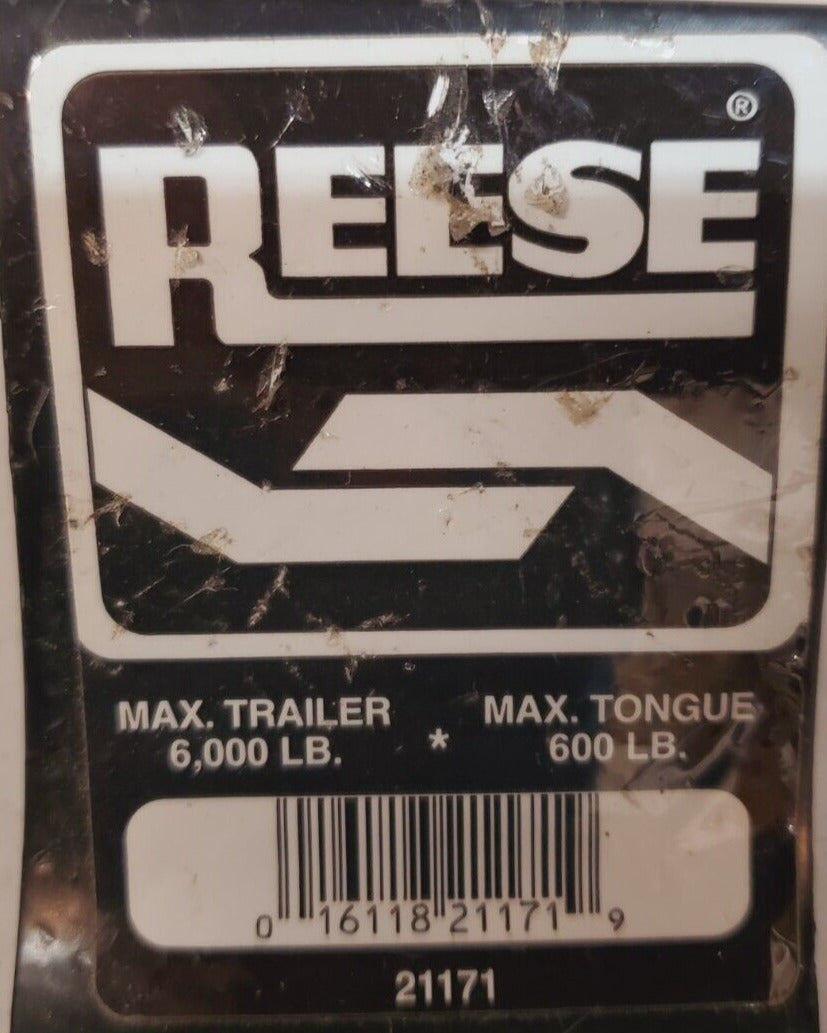 REESE®
MAX. TRAILER * MAX. TONGUE
6,000 LB. 600 LB.
0 16118 21171 9
21171